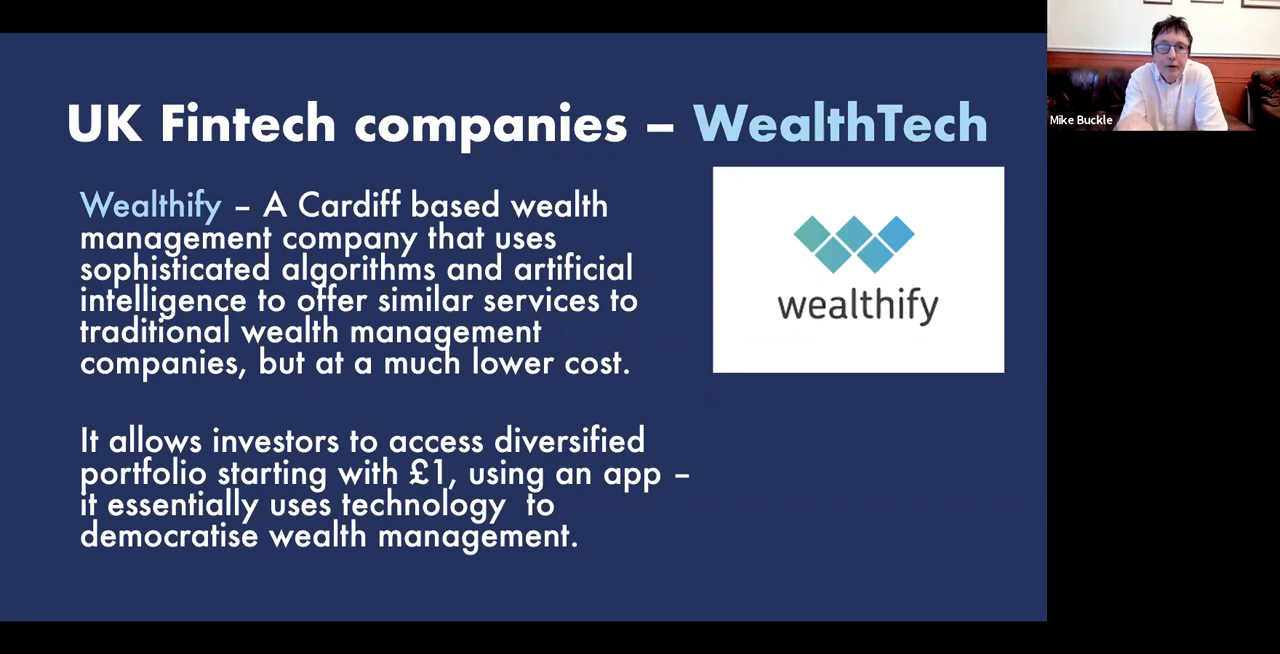 UK Fintech companies – WealthTech
Wealthify – A Cardiff based wealth
management company that uses
sophisticated algorithms and artificial
intelligence to offer similar services to
traditional wealth management
companies, but at a much lower cost.
It allows investors to access diversified
portfolio starting with £1, using an app –
it essentially uses technology  to
democratise wealth management.
wealthify
Mike Buckle